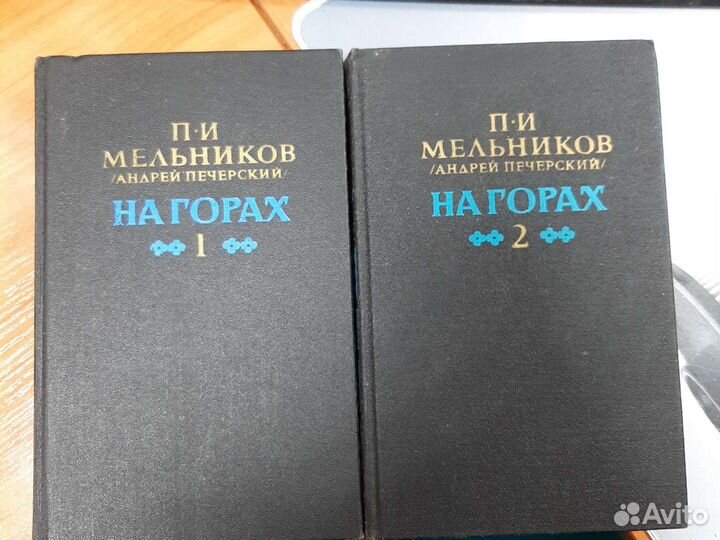 П·И
МЕЛЬНИКОВ
/АНДРЕЙ ПЕЧЕРСКИЙ/
НА ГОРАХ
1
П·И
МЕЛЬНИКОВ
/АНДРЕЙ ПЕЧЕРСКИЙ/
НА ГОРАХ
2
Avito